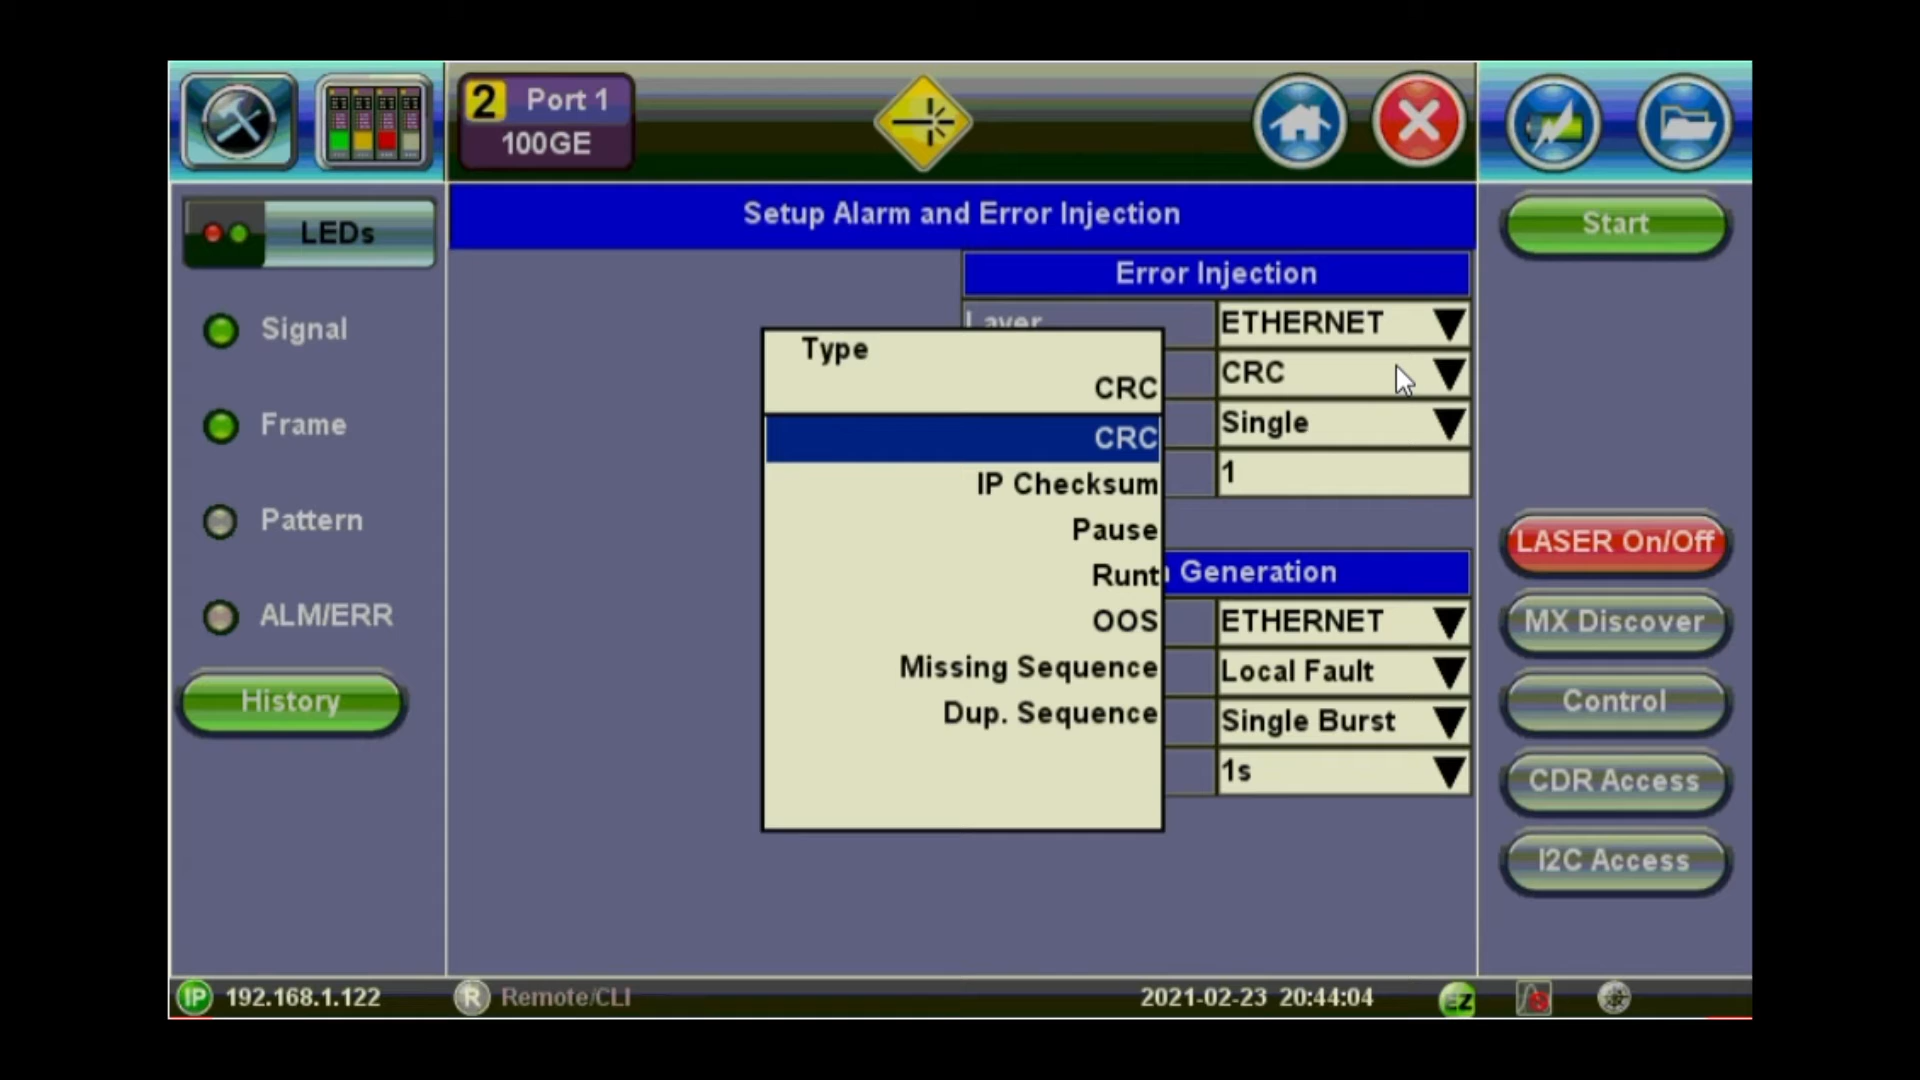 2 Port 1
100GE
LEDs
Setup Alarm and Error Injection
Start
Error Injection
Signal
Layer
ETHERNET
Type
CRC
CRC
CRC
Frame
Single
IP Checksum
1
Pattern
Pause
LASER On/Off
Runt
Generation
ALM/ERR
OOS
ETHERNET
MX Discover
Missing Sequence
Local Fault
History
Dup. Sequence
Single Burst
Control
1s
CDR Access
I2C Access
IP 192.168.1.122
R Remote/CLI
2021-02-23 20:44:04
EZ